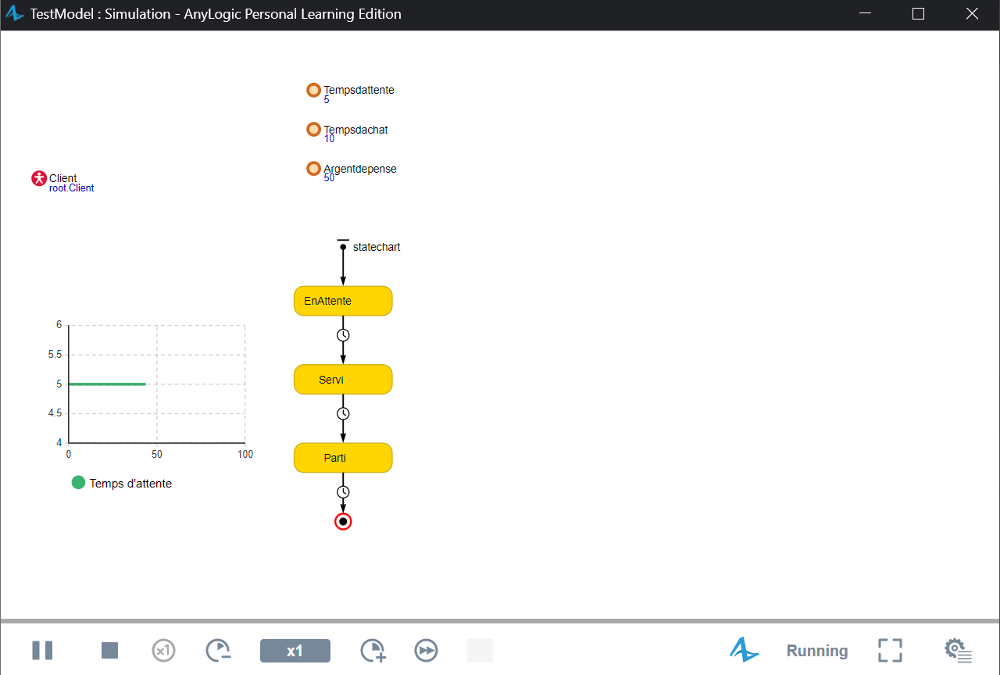 TestModel : Simulation - AnyLogic Personal Learning Edition
Tempsdattente
5
Tempsdachat
10
Argentdepense
50
Client
root.Client
statechart
EnAttente
Servi
Parti
6
5.5
5
4.5
4
0 50 100
Temps d'attente
x1
x1
Running